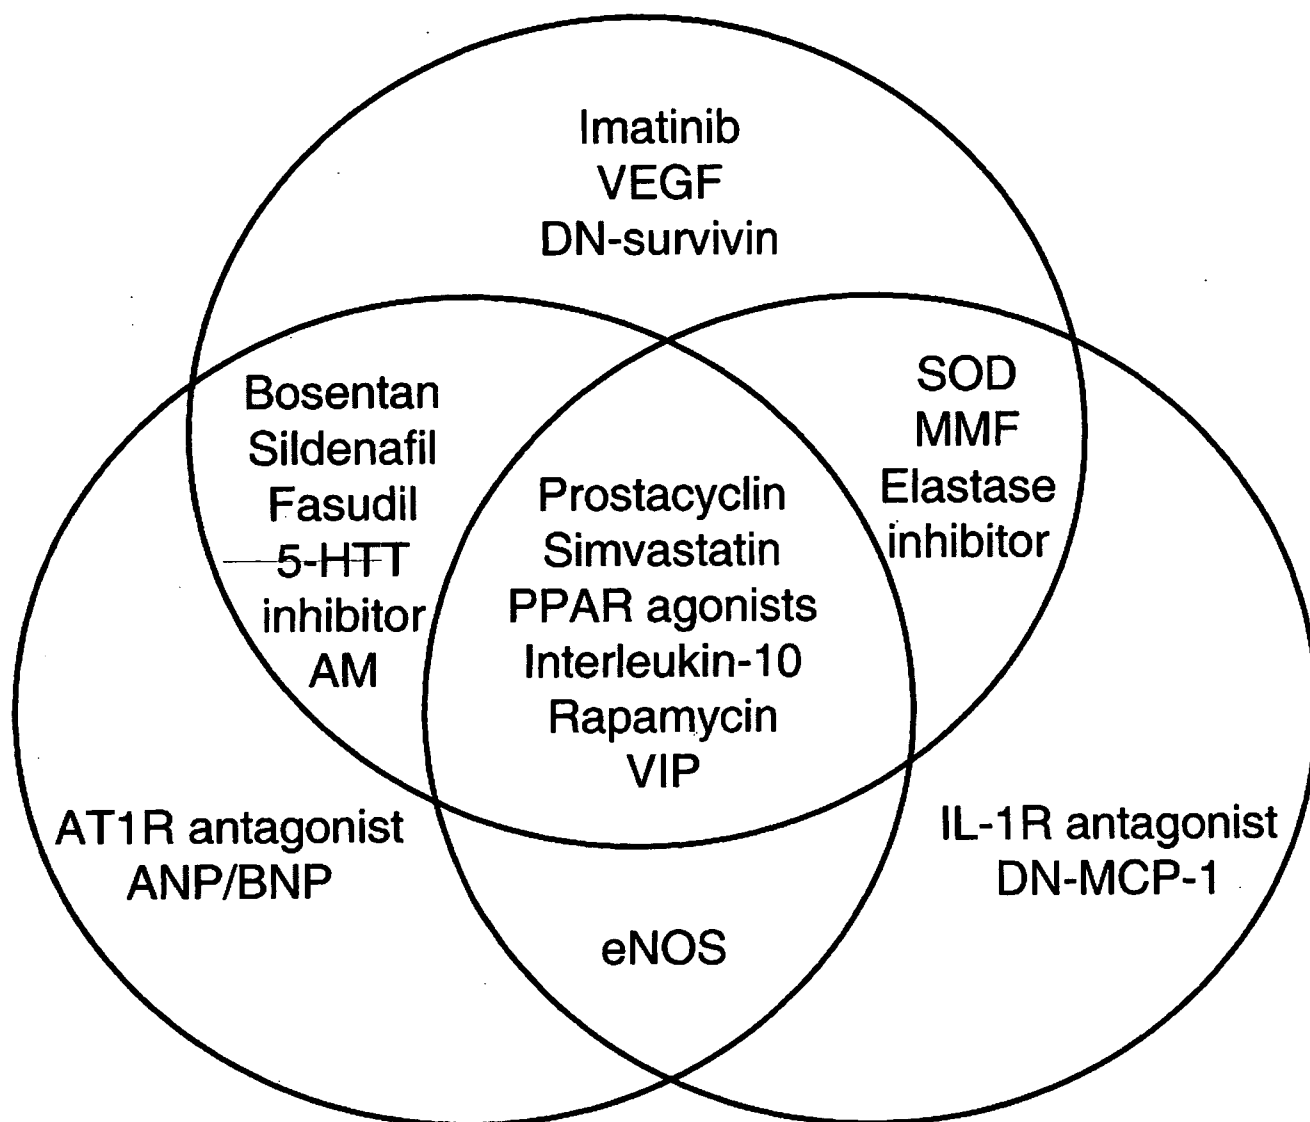 Imatinib
VEGF
DN-survivin
Bosentan
Sildenafil
Fasudil
5-HTT
inhibitor
AM
Prostacyclin
Simvastatin
PPAR agonists
Interleukin-10
Rapamycin
VIP
SOD
MMF
Elastase
inhibitor
AT1R antagonist
ANP/BNP
IL-1R antagonist
DN-MCP-1
eNOS